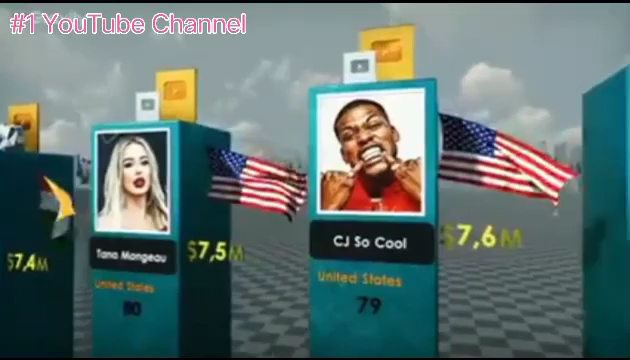 #1 YouTube Channel
$7,4M
Tana Mongeau
United States
80
$7,5M
CJ So Cool
United States
79
$7,6M